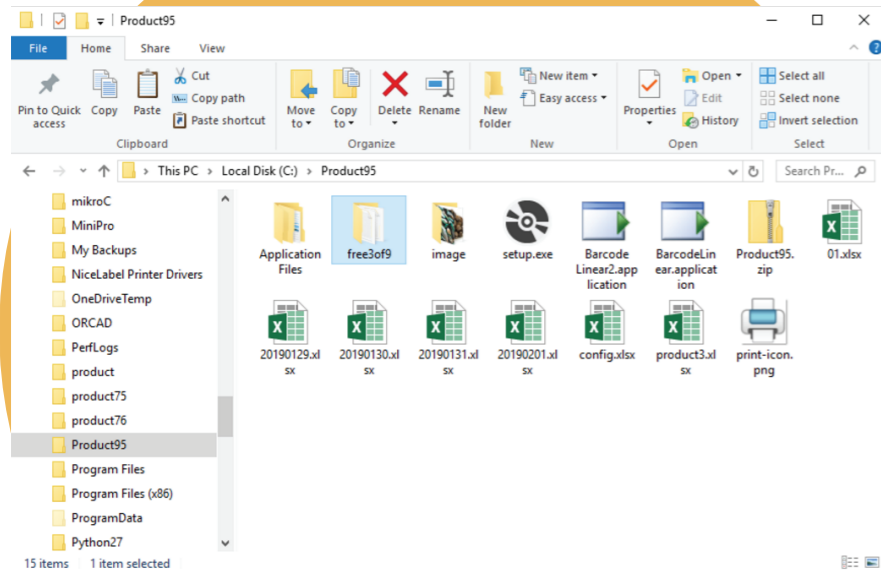 Product95
File Home Share View
Pin to Quick access
Copy
Paste
Cut
Copy path
Paste shortcut
Move to
Copy to
Delete
Rename
New folder
New item
Easy access
Properties
Open
Edit
History
Select all
Select none
Invert selection
Clipboard Organize New Open Select
This PC > Local Disk (C:) > Product95
Search Pr...
mikroC
MiniPro
My Backups
NiceLabel Printer Drivers
OneDriveTemp
ORCAD
PerfLogs
product
product75
product76
Product95
Program Files
Program Files (x86)
ProgramData
Python27
Application
Files
free3of9
image
setup.exe
Barcode
Linear2.app
lication
BarcodeLin
ear.applicat
ion
Product95.
zip
01.xlsx
20190129.xl
sx
20190130.xl
sx
20190131.xl
sx
20190201.xl
sx
config.xlsx
product3.xl
sx
print-icon.
png
15 items 1 item selected